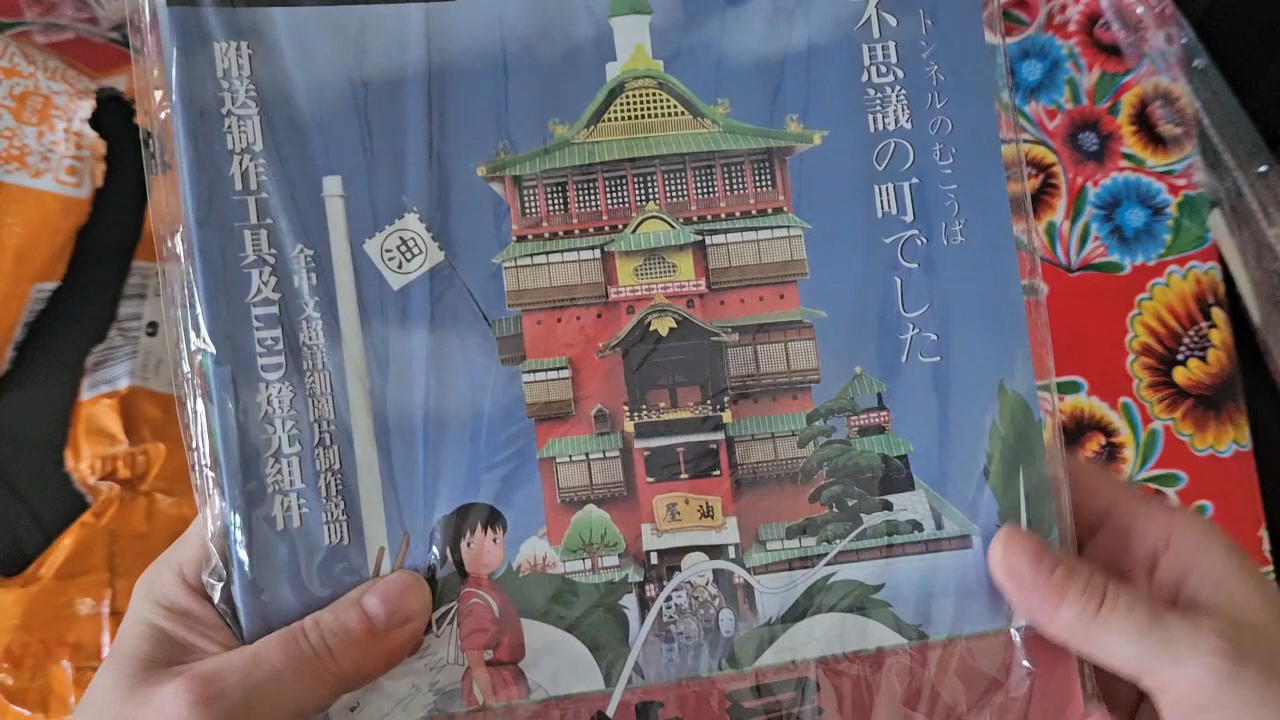 トンネルのむこうは
不思議の町でした
附送制作工具及LED燈光組件
全中文超詳細圖片制作説明
油
油屋